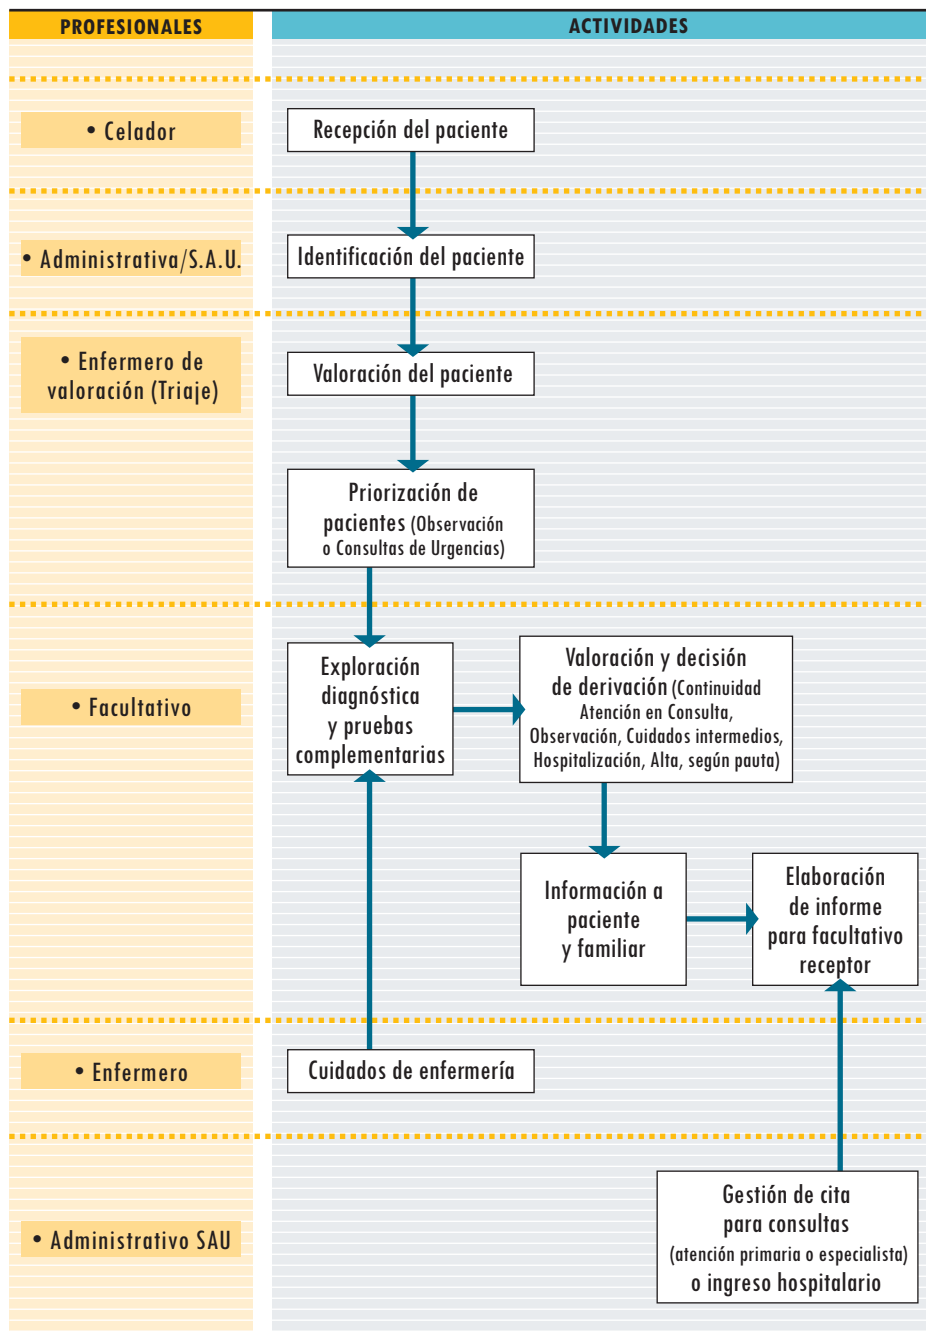 PROFESIONALES
ACTIVIDADES
• Celador
Recepción del paciente
• Administrativa/S.A.U.
Identificación del paciente
• Enfermero de
valoración (Triaje)
Valoración del paciente
Priorización de
pacientes (Observación
o Consultas de Urgencias)
• Facultativo
Exploración
diagnóstica
y pruebas
complementarias
Valoración y decisión
de derivación (Continuidad
Atención en Consulta,
Observación, Cuidados intermedios,
Hospitalización, Alta, según pauta)
Información a
paciente
y familiar
Elaboración
de informe
para facultativo
receptor
• Enfermero
Cuidados de enfermería
• Administrativo SAU
Gestión de cita
para consultas
(atención primaria o especialista)
o ingreso hospitalario